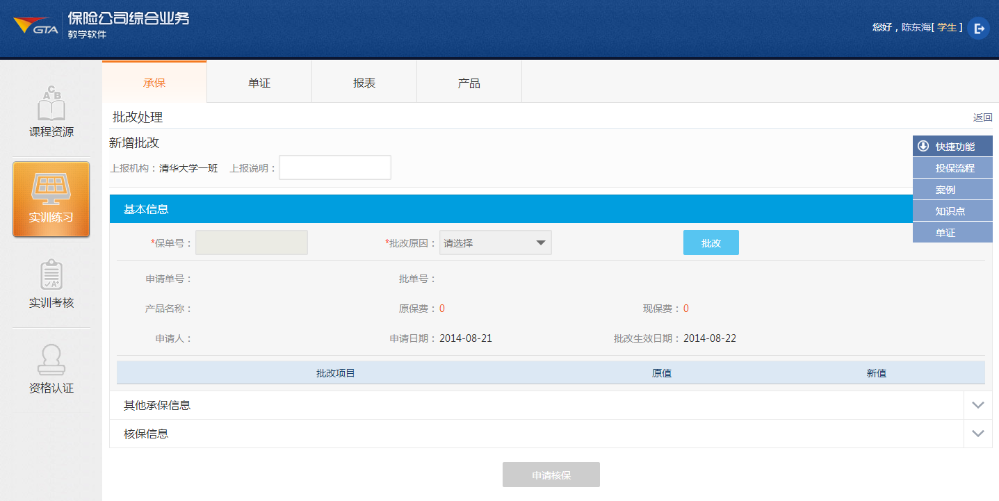 GTA 保险公司综合业务
教学软件
您好，陈东海[ 学生 ]
A C B
课程资源
实训练习
A+
实训考核
资格认证
承保 单证 报表 产品
批改处理 返回
新增批改
上报机构： 清华大学一班 上报说明：
快捷功能
投保流程
案例
知识点
单证
基本信息
*保单号： *批改原因： 请选择 批改
申请单号： 批单号：
产品名称： 原保费： 0 现保费： 0
申请人： 申请日期： 2014-08-21 批改生效日期： 2014-08-22
批改项目 原值 新值
其他承保信息
核保信息
申请核保